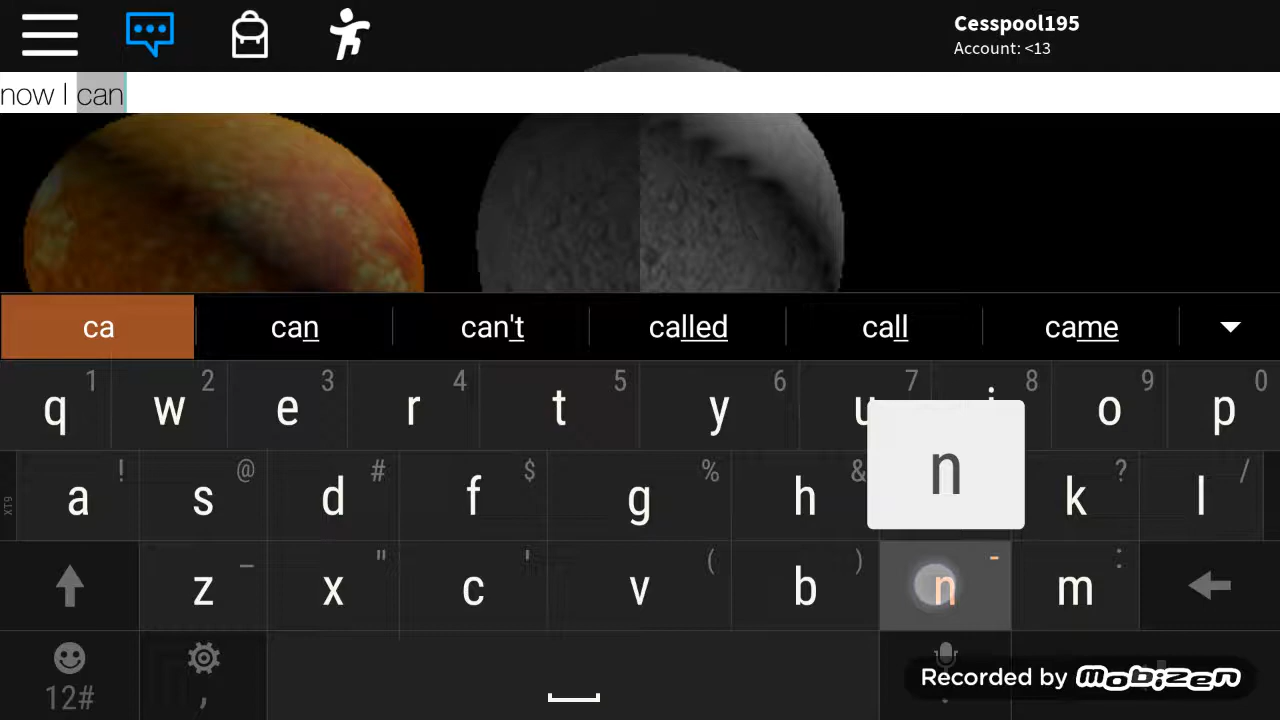 Cesspool195
Account: <13
now I can
ca can can't called call came
1 2 3 4 5 6 7 8 9 0
q w e r t y u i o p
! @ # $ % & ? /
a s d f g h n k l
XT9
_ " ' ( ) - :
z x c v b n m
12# , .
Recorded by mobizen